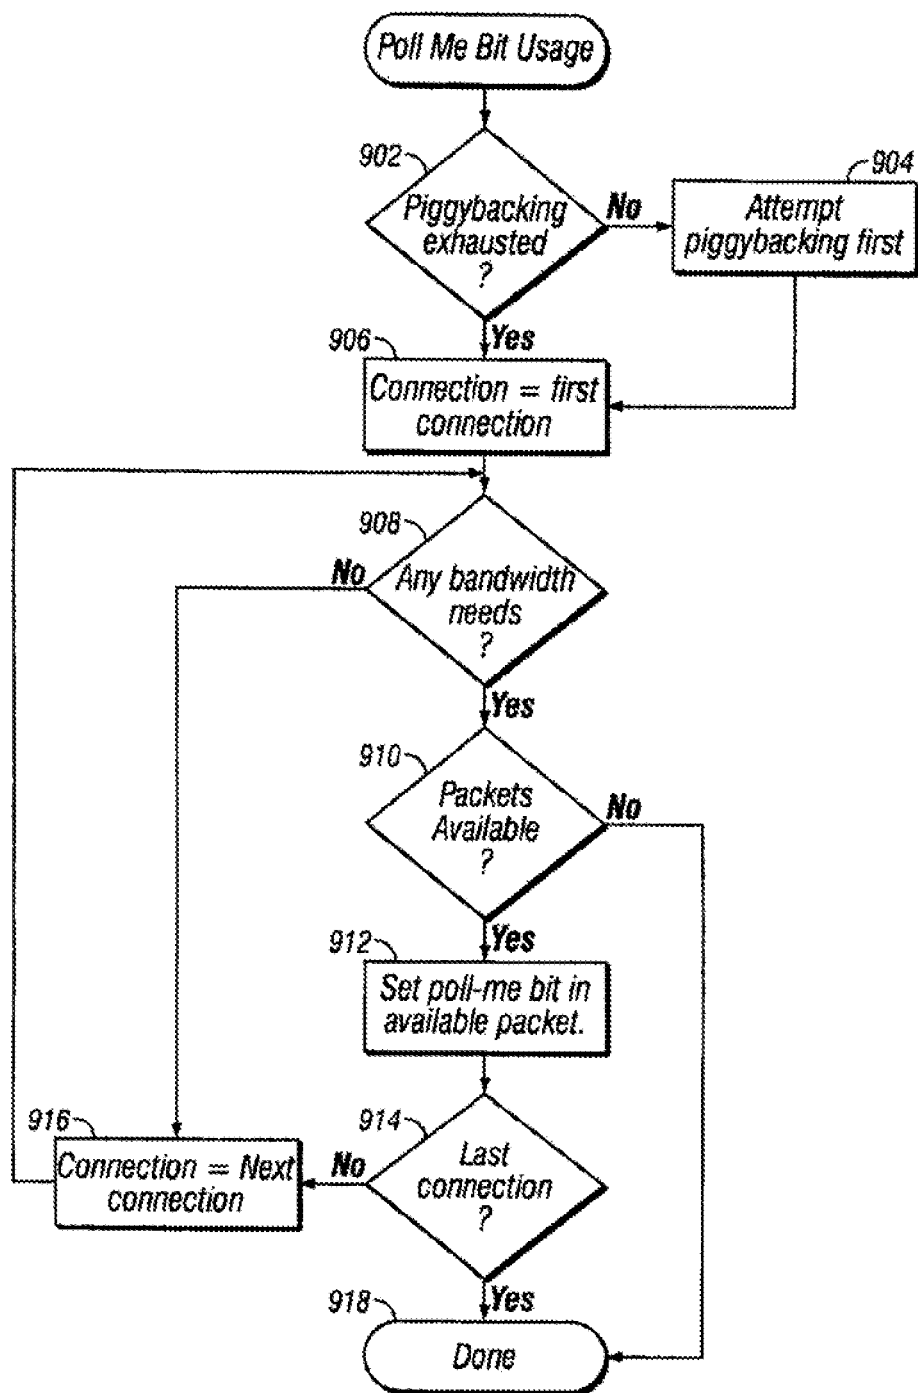 Poll Me Bit Usage
902
Piggybacking
exhausted
?
No
904
Attempt
piggybacking first
Yes
906
Connection = first
connection
908
No
Any bandwidth
needs
?
Yes
910
Packets
Available
?
No
Yes
912
Set poll-me bit in
available packet.
914
Last
connection
?
No
916
Connection = Next
connection
Yes
918
Done